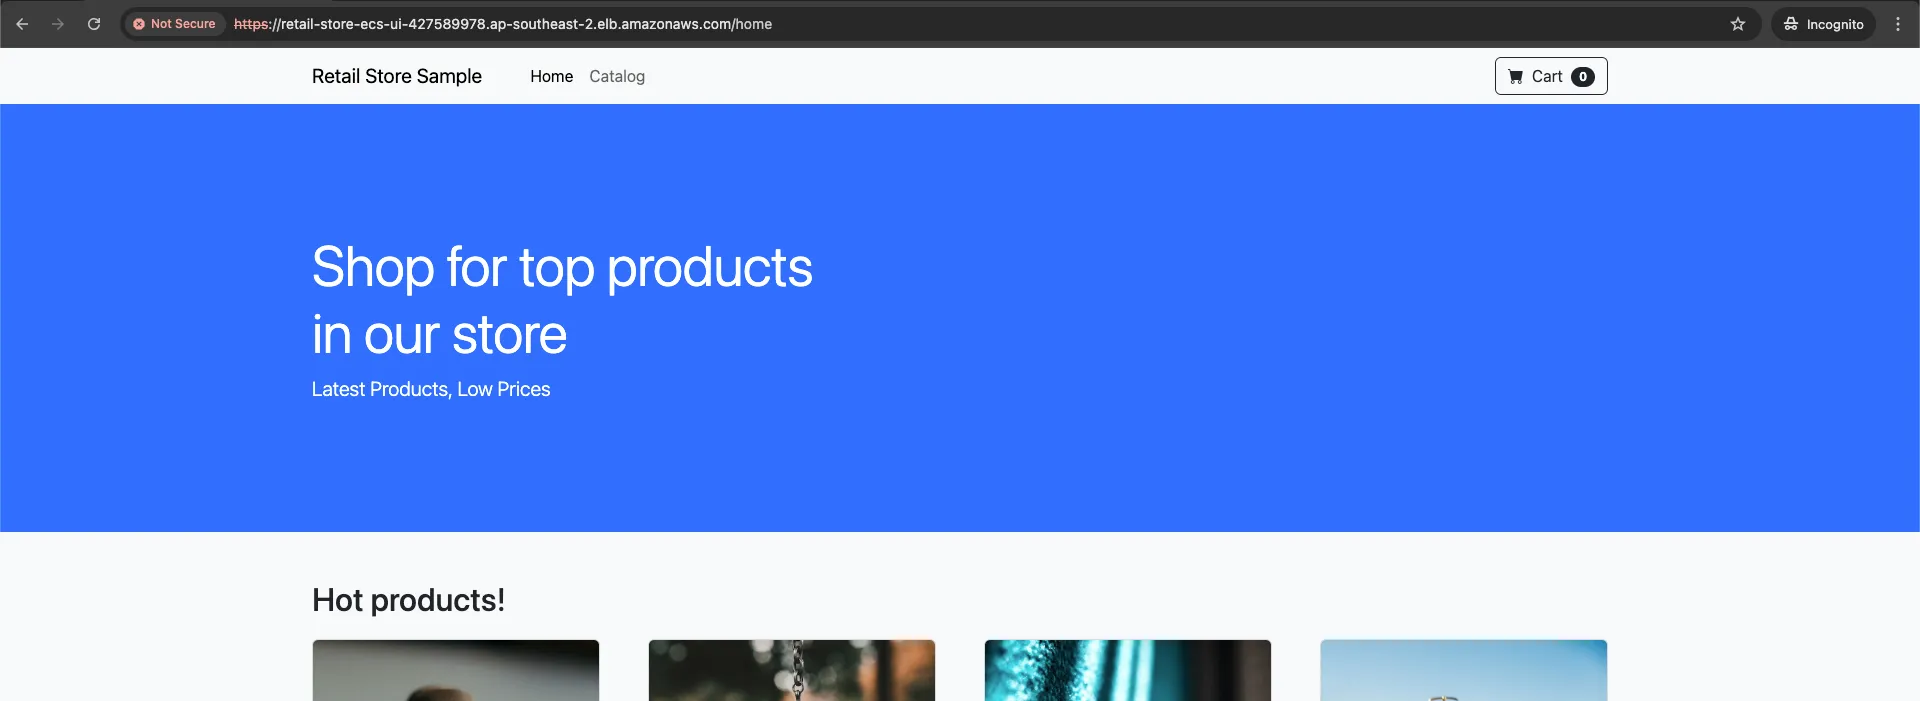 Not Secure https://retail-store-ecs-ui-427589978.ap-southeast-2.elb.amazonaws.com/home Incognito
Retail Store Sample Home Catalog Cart 0
Shop for top products
in our store
Latest Products, Low Prices
Hot products!